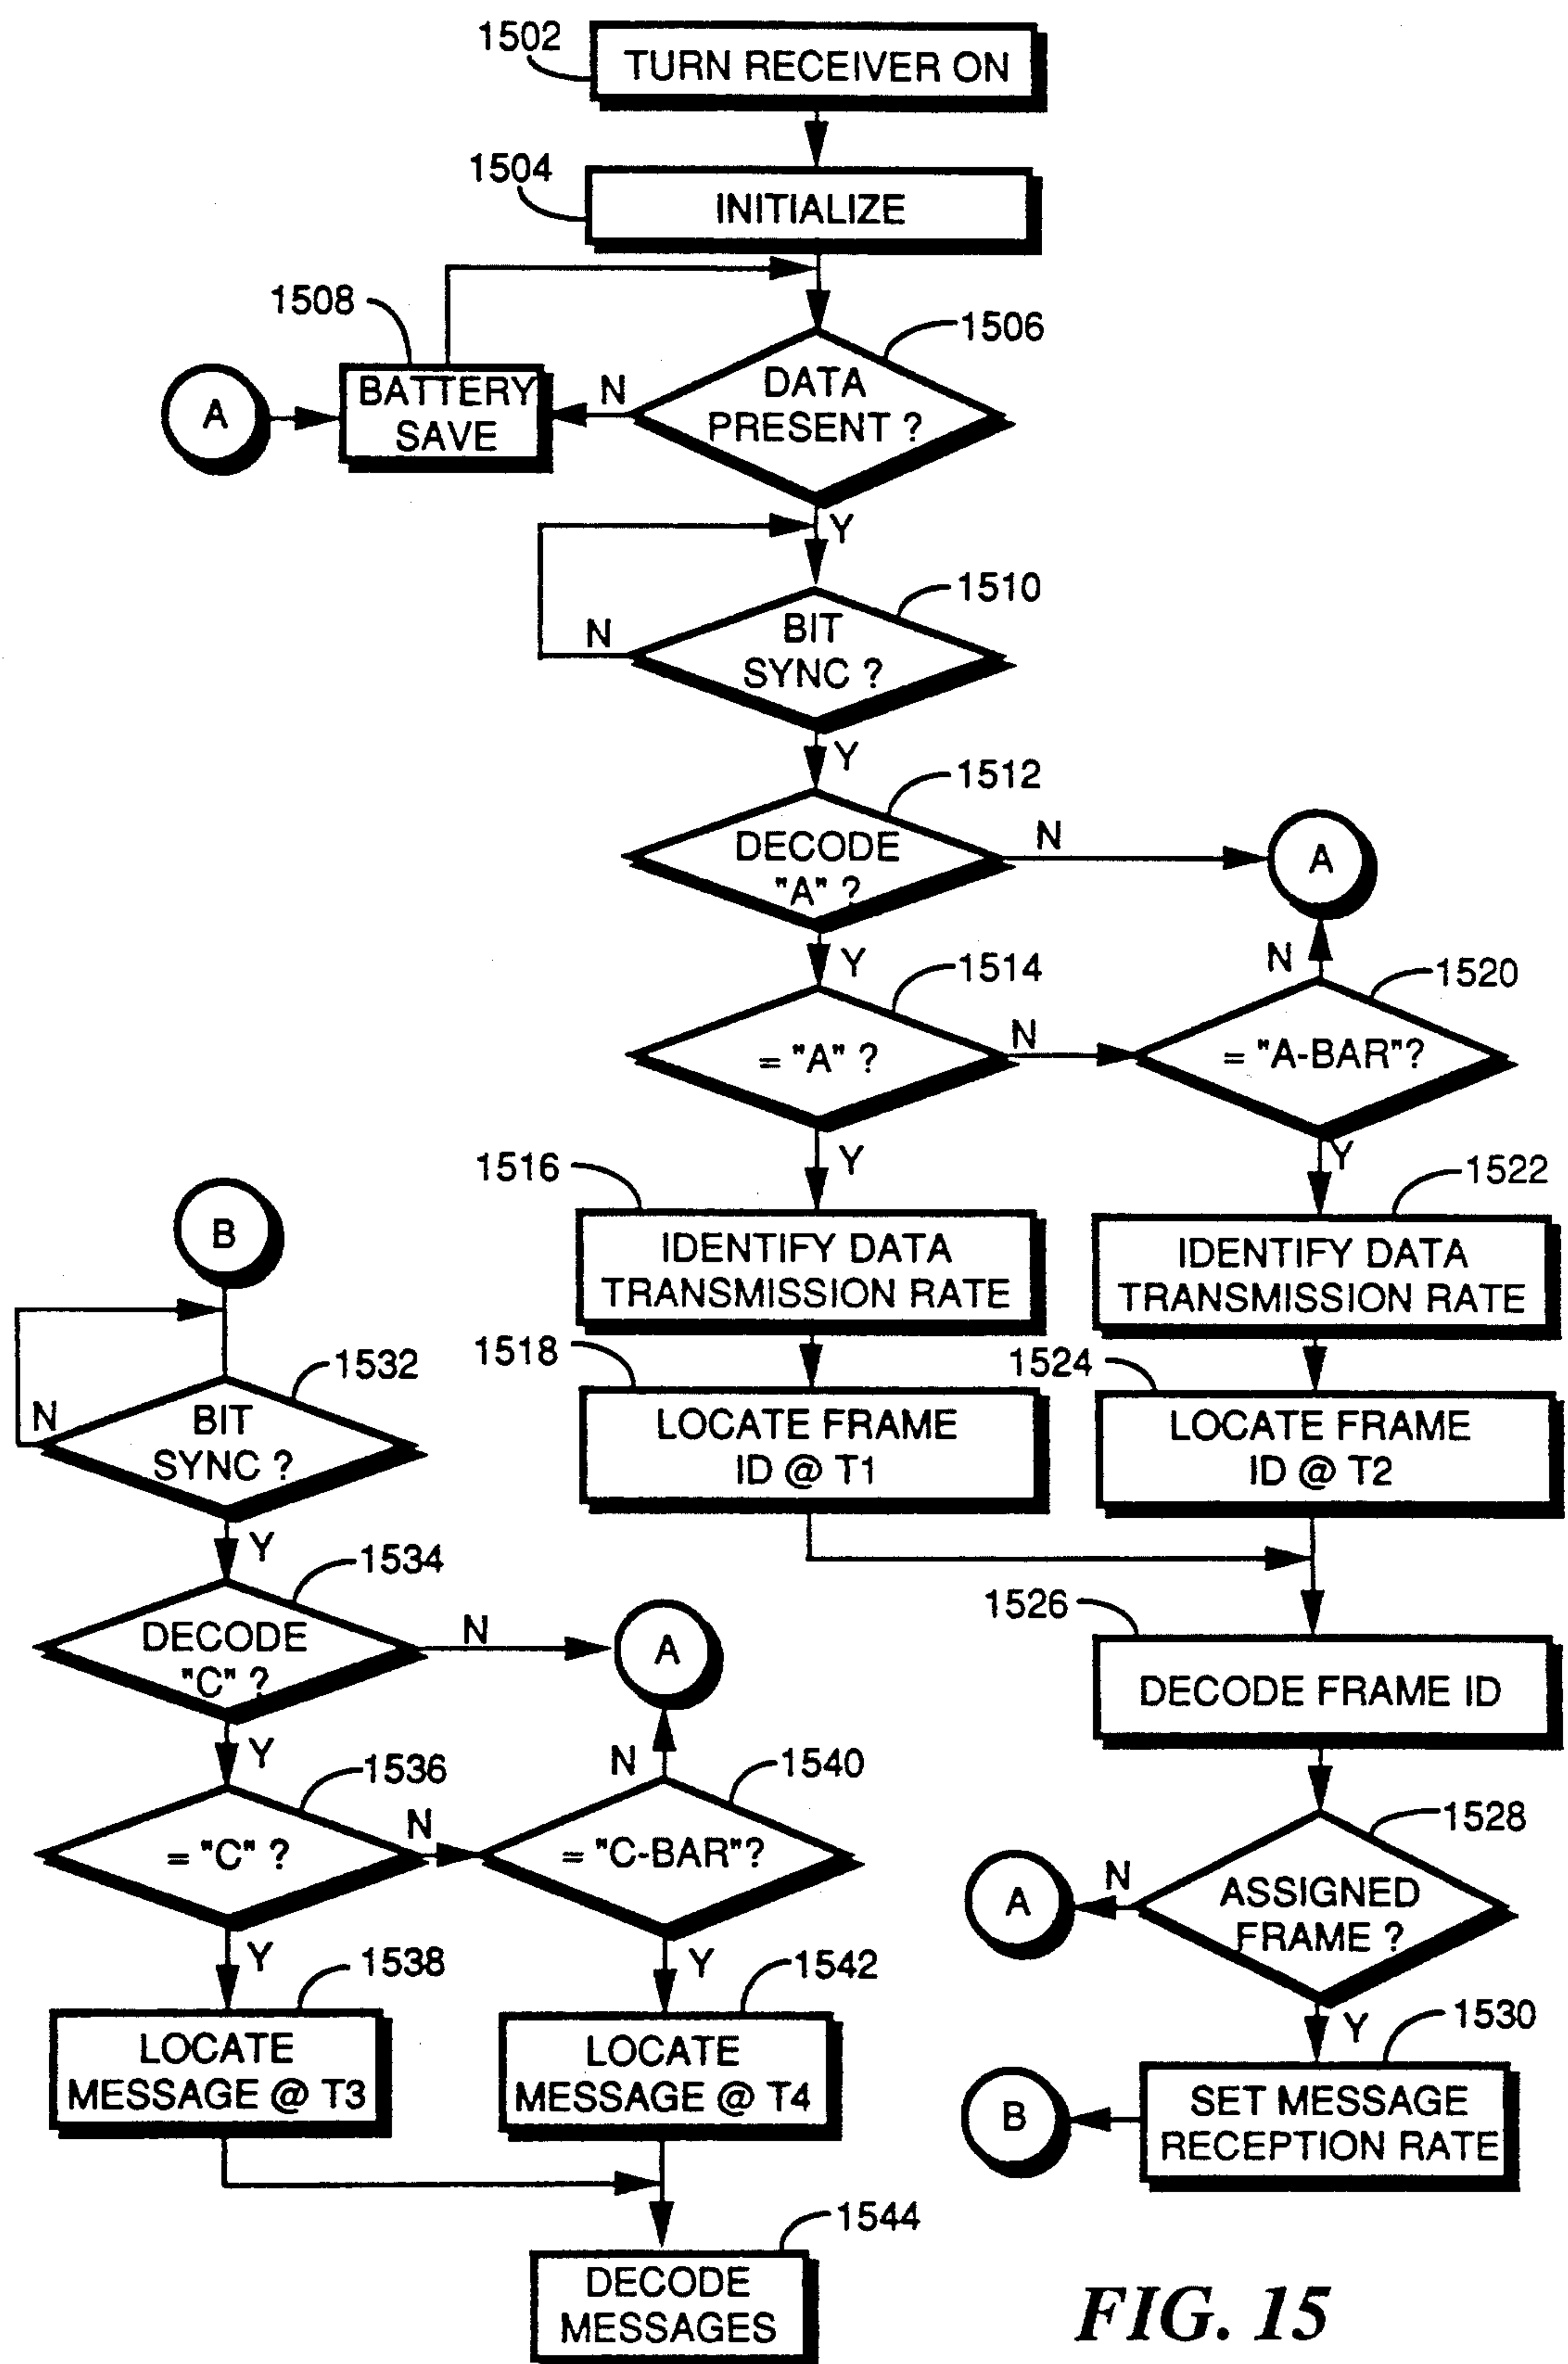 1502
TURN RECEIVER ON
1504
INITIALIZE
1508
1506
A
BATTERY
SAVE
N
DATA
PRESENT ?
Y
1510
N
BIT
SYNC ?
Y
1512
DECODE
"A" ?
N
A
Y
1514
N
1520
= "A" ?
N
= "A-BAR"?
Y
Y
1516
1522
IDENTIFY DATA
TRANSMISSION RATE
IDENTIFY DATA
TRANSMISSION RATE
1518
1524
LOCATE FRAME
ID @ T1
LOCATE FRAME
ID @ T2
1526
DECODE FRAME ID
1528
A
N
ASSIGNED
FRAME ?
Y
1530
B
SET MESSAGE
RECEPTION RATE
B
1532
N
BIT
SYNC ?
Y
1534
DECODE
"C" ?
N
A
Y
1536
N
1540
= "C" ?
N
= "C-BAR"?
Y
1538
Y
1542
LOCATE
MESSAGE @ T3
LOCATE
MESSAGE @ T4
1544
DECODE
MESSAGES
FIG. 15